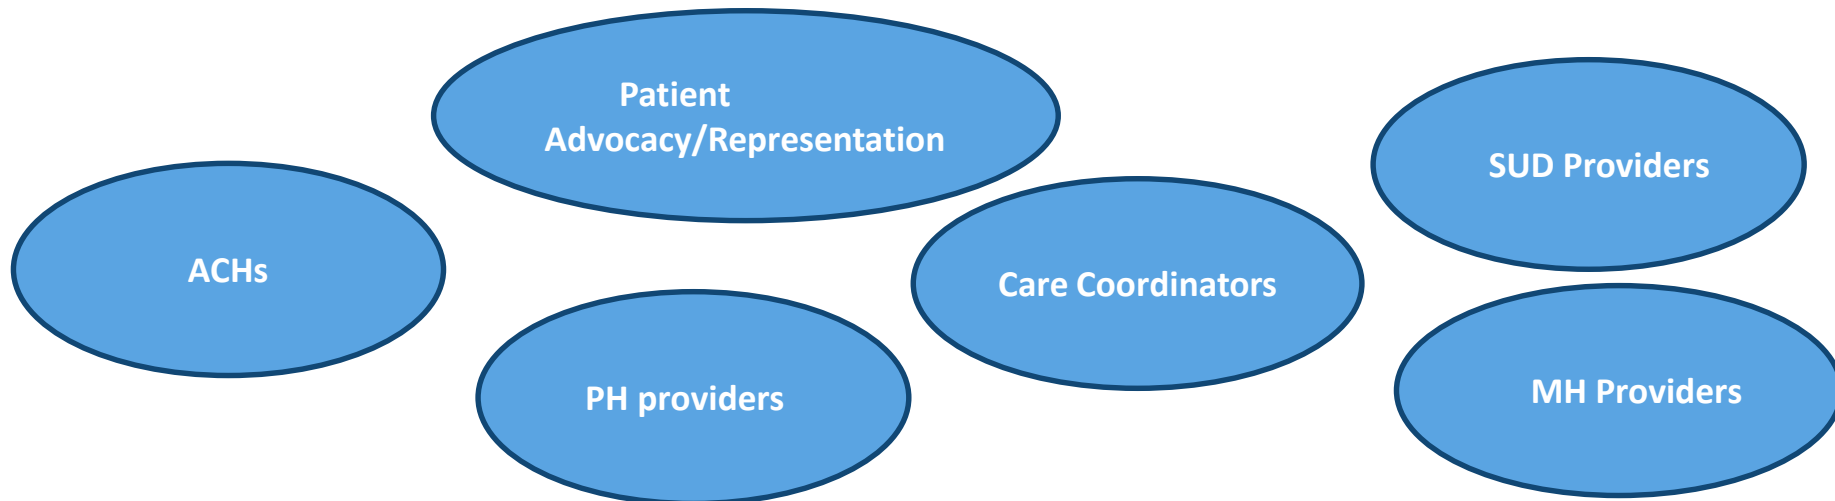 Patient
Advocacy/Representation
SUD Providers
ACHs
Care Coordinators
PH providers
MH Providers